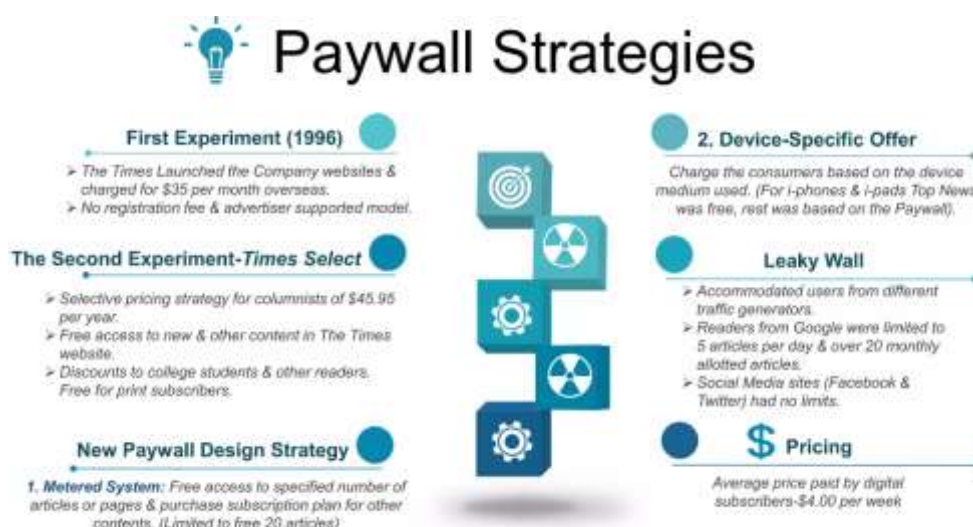 Paywall Strategies
First Experiment (1996)
➢ The Times Launched the Company websites &
charged for $35 per month overseas.
➢ No registration fee & advertiser supported model.
The Second Experiment-Times Select
➢ Selective pricing strategy for columnists of $45.95
per year.
➢ Free access to new & other content in The Times
website.
➢ Discounts to college students & other readers.
Free for print subscribers.
New Paywall Design Strategy
1. Metered System: Free access to specified number of
articles or pages & purchase subscription plan for other
contents. (Limited to free 20 articles)
2. Device-Specific Offer
Charge the consumers based on the device
medium used. (For i-phones & i-pads Top News
was free, rest was based on the Paywall).
Leaky Wall
➢ Accommodated users from different
traffic generators.
➢ Readers from Google were limited to
5 articles per day & over 20 monthly
allotted articles.
➢ Social Media sites (Facebook &
Twitter) had no limits.
$ Pricing
Average price paid by digital
subscribers-$4.00 per week